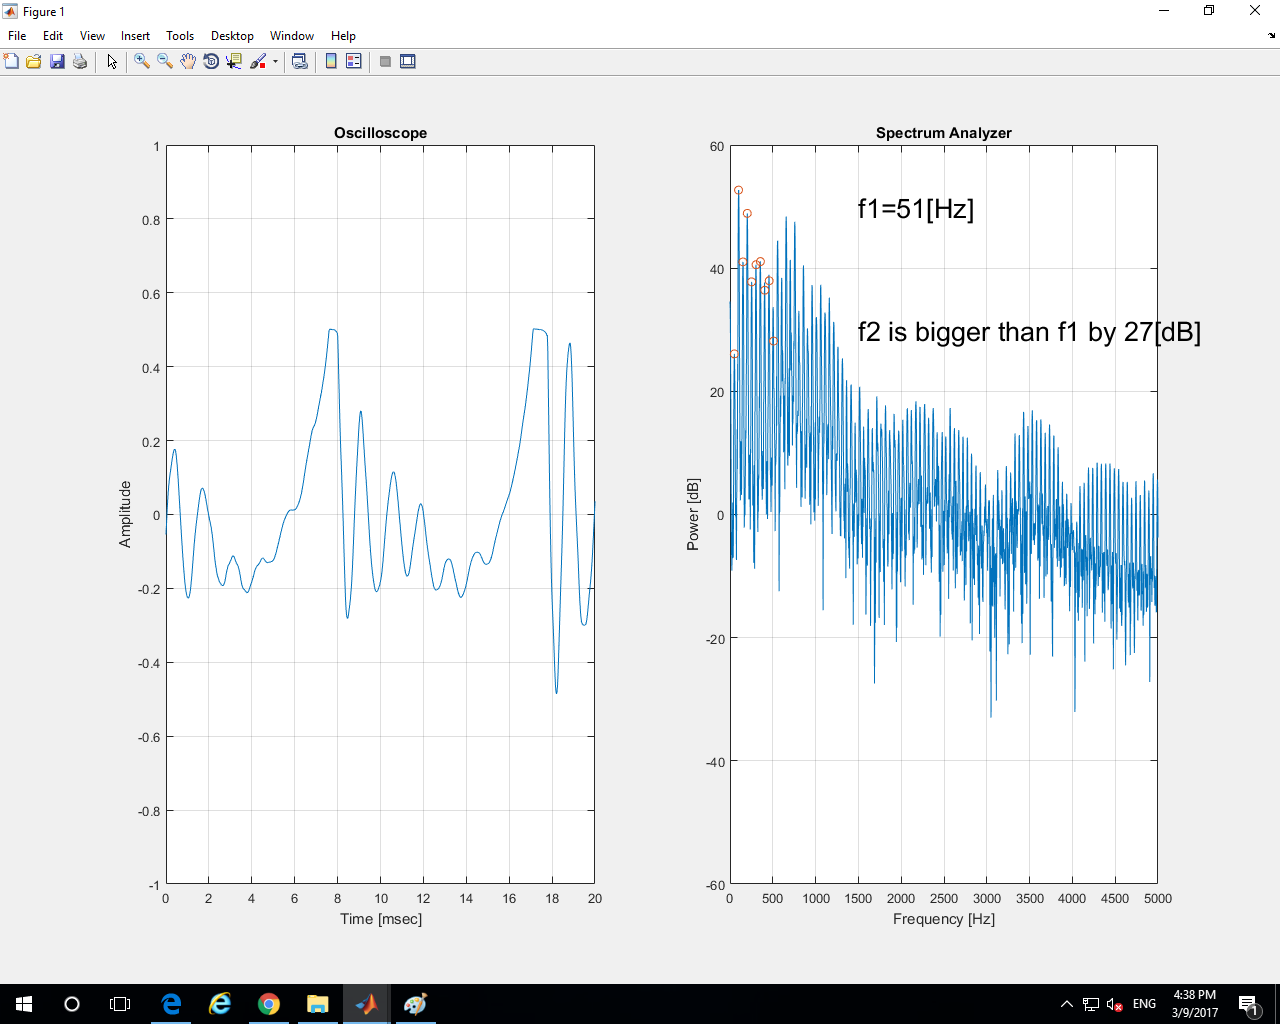 Figure 1
File Edit View Insert Tools Desktop Window Help
Oscilloscope
1
0.8
0.6
0.4
0.2
0
-0.2
-0.4
-0.6
-0.8
-1
Amplitude
0 2 4 6 8 10 12 14 16 18 20
Time [msec]
Spectrum Analyzer
60
40
20
0
-20
-40
-60
Power [dB]
f1=51[Hz]
f2 is bigger than f1 by 27[dB]
0 500 1000 1500 2000 2500 3000 3500 4000 4500 5000
Frequency [Hz]
ENG
4:38 PM
3/9/2017
1